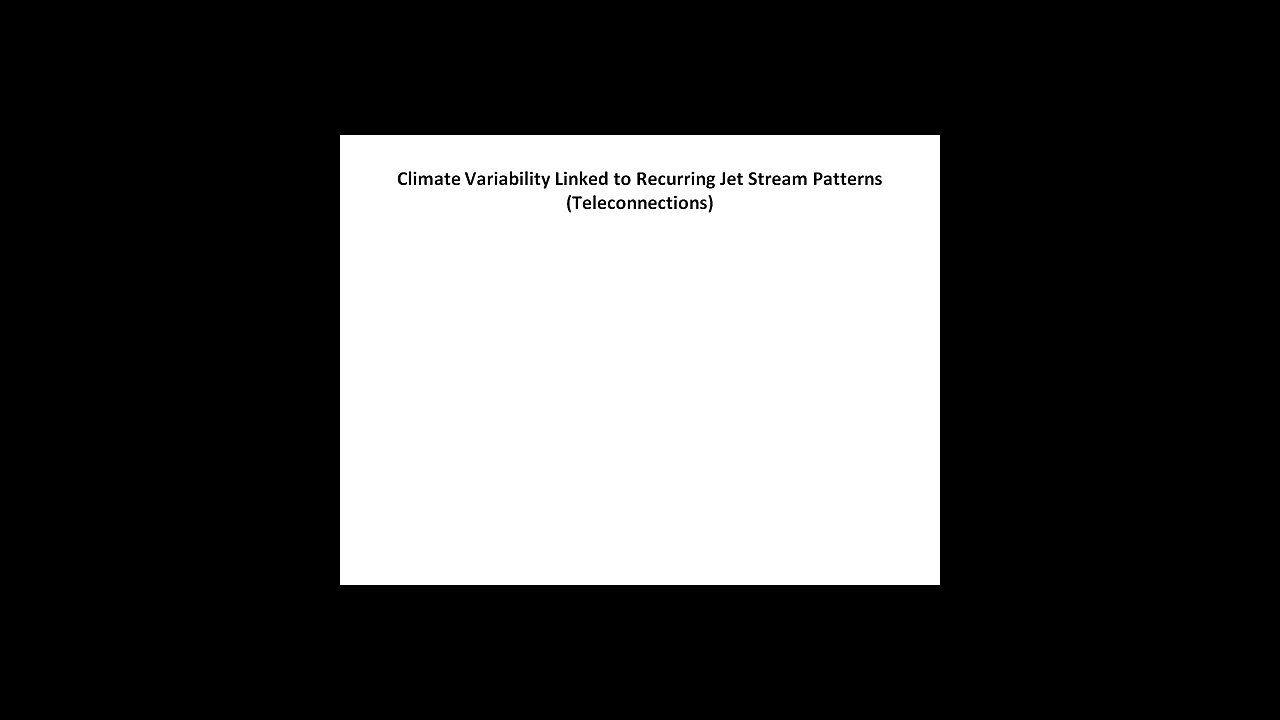 Climate Variability Linked to Recurring Jet Stream Patterns
(Teleconnections)